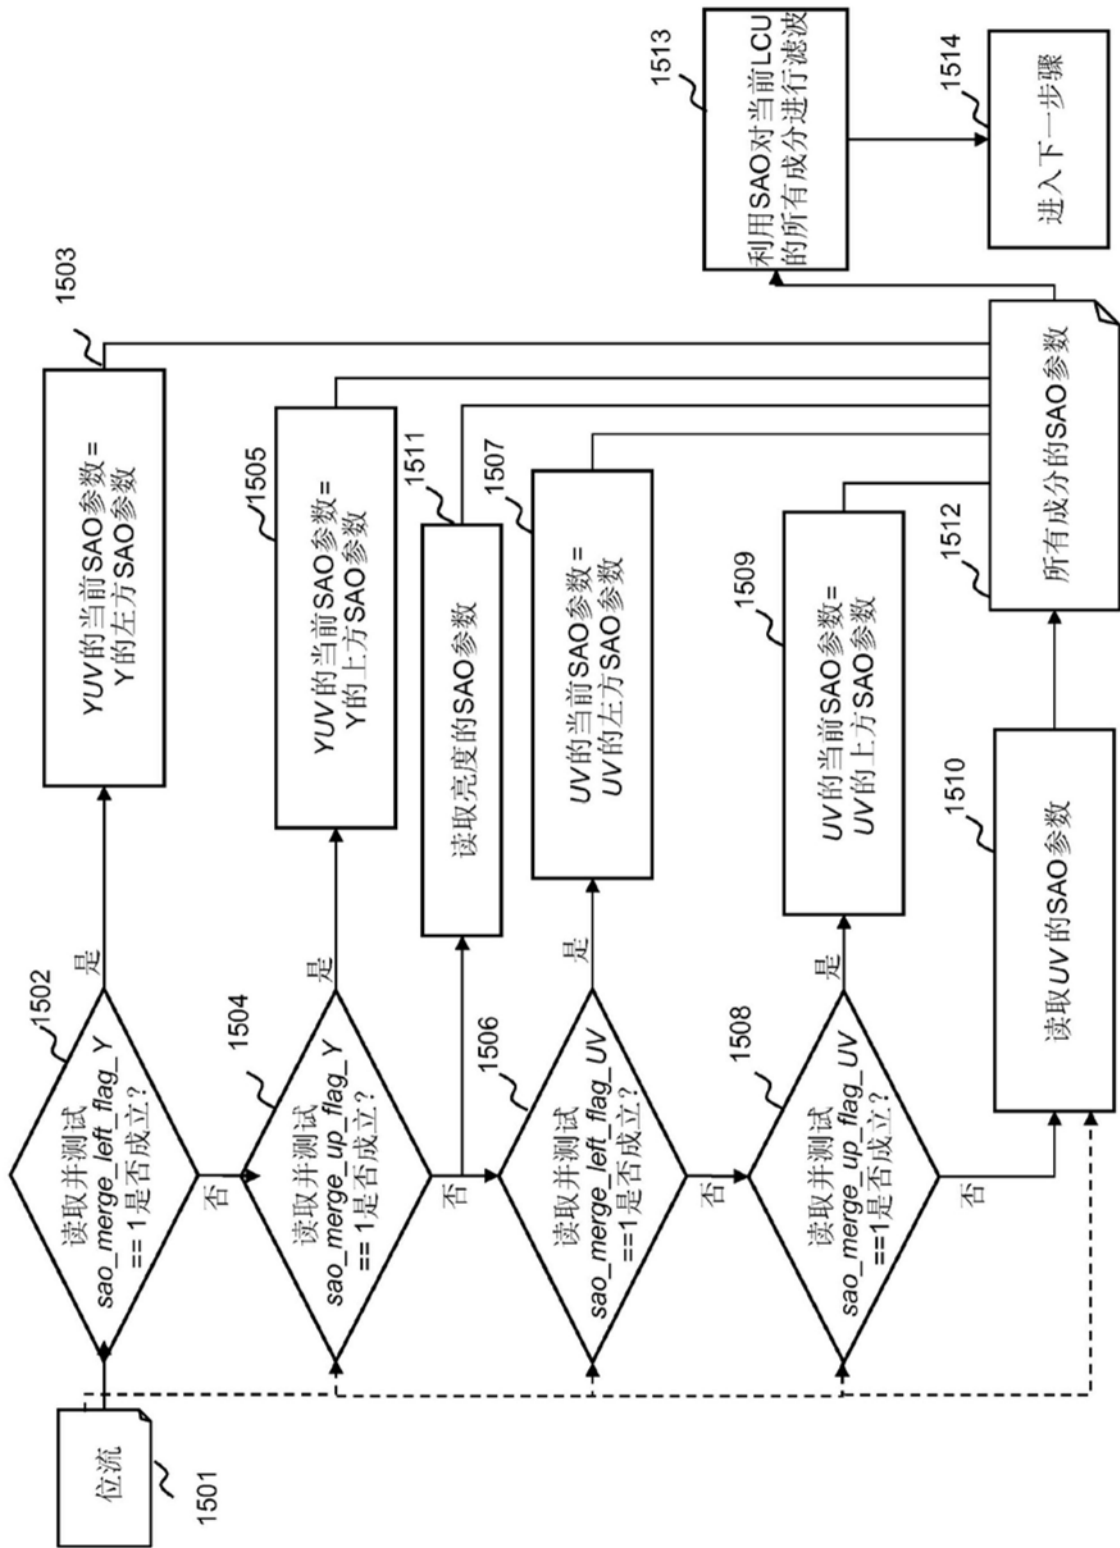 位流
1501
1502
读取并测试
sao_merge_left_flag_Y
== 1是否成立?
是
否
1503
YUV的当前SAO参数=
Y的左方SAO参数
1504
读取并测试
sao_merge_up_flag_Y
== 1是否成立?
是
否
1505
YUV的当前SAO参数=
Y的上方SAO参数
1511
读取亮度的SAO参数
1506
读取并测试
sao_merge_left_flag_UV
==1是否成立?
是
否
1507
UV的当前SAO参数=
UV的左方SAO参数
1508
读取并测试
sao_merge_up_flag_UV
==1是否成立?
是
否
1509
UV的当前SAO参数=
UV的上方SAO参数
1510
读取UV的SAO参数
1512
所有成分的SAO参数
1513
利用SAO对当前LCU
的所有成分进行滤波
1514
进入下一步骤